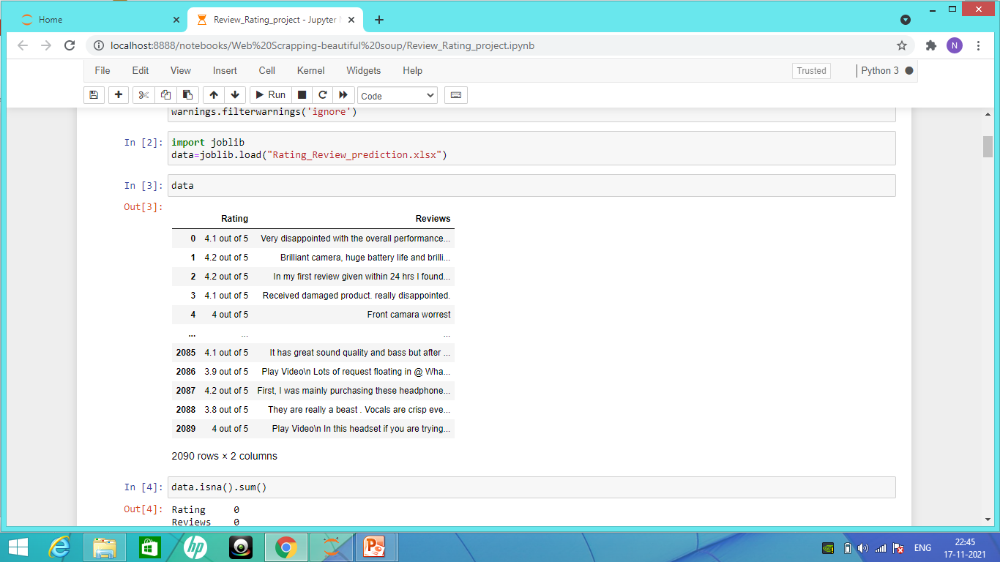 Home
Review_Rating_project - Jupyter N
localhost:8888/notebooks/Web%20Scrapping-beautiful%20soup/Review_Rating_project.ipynb
N
File Edit View Insert Cell Kernel Widgets Help
Trusted
Python 3
Run
Code
warnings.filterwarnings('ignore')
In [2]: import joblib
data=joblib.load("Rating_Review_prediction.xlsx")
In [3]: data
Out[3]:
Rating Reviews
0 4.1 out of 5 Very disappointed with the overall performance...
1 4.2 out of 5 Brilliant camera, huge battery life and brilli...
2 4.2 out of 5 In my first review given within 24 hrs I found...
3 4.1 out of 5 Received damaged product. really disappointed.
4 4 out of 5 Front camara worrest
... ... ...
2085 4.1 out of 5 It has great sound quality and bass but after ...
2086 3.9 out of 5 Play Video\n Lots of request floating in @ Wha...
2087 4.2 out of 5 First, I was mainly purchasing these headphone...
2088 3.8 out of 5 They are really a beast . Vocals are crisp eve...
2089 4 out of 5 Play Video\n In this headset if you are trying...
2090 rows × 2 columns
In [4]: data.isna().sum()
Out[4]: Rating 0
Reviews 0
hp
ENG
22:45
17-11-2021